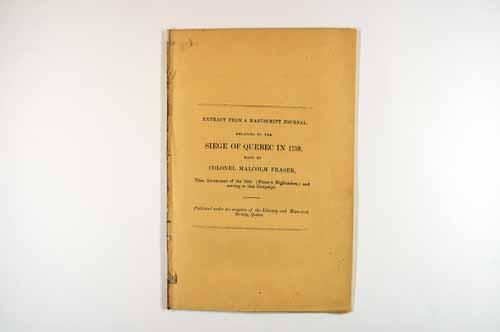 EXTRACT FROM A MANUSCRIPT JOURNAL,
RELATING TO THE
SIEGE OF QUEBEC IN 1759,
KEPT BY
COLONEL MALCOLM FRASER,
Then Lieutenant of the 78th (Fraser's Highlanders,) and
serving in that Campaign.
Published under the auspices of the Literary and Historical
Society, Quebec.